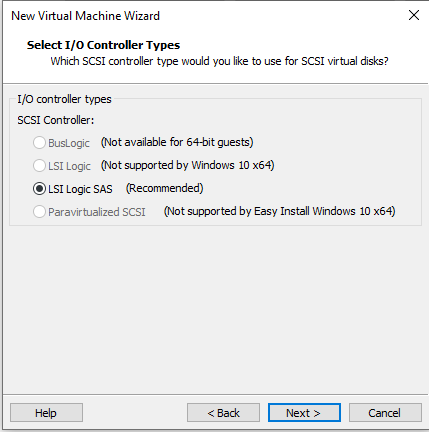 New Virtual Machine Wizard
Select I/O Controller Types
Which SCSI controller type would you like to use for SCSI virtual disks?
I/O controller types
SCSI Controller:
BusLogic (Not available for 64-bit guests)
LSI Logic (Not supported by Windows 10 x64)
LSI Logic SAS (Recommended)
Paravirtualized SCSI (Not supported by Easy Install Windows 10 x64)
Help < Back Next > Cancel